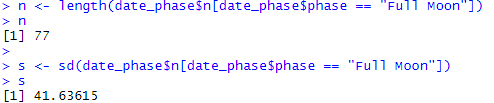 > n <- length(date_phase$n[date_phase$phase == "Full Moon"])
> n
[1] 77
>
> s <- sd(date_phase$n[date_phase$phase == "Full Moon"])
> s
[1] 41.63615